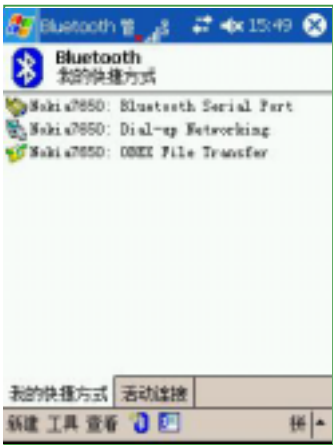 Bluetooth 15:49
Bluetooth
我的快捷方式
Nokia7650: Bluetooth Serial Port
Nokia7650: Dial-up Networking
Nokia7650: OBEX File Transfer
我的快捷方式 活动连接
新建 工具 查看 拼